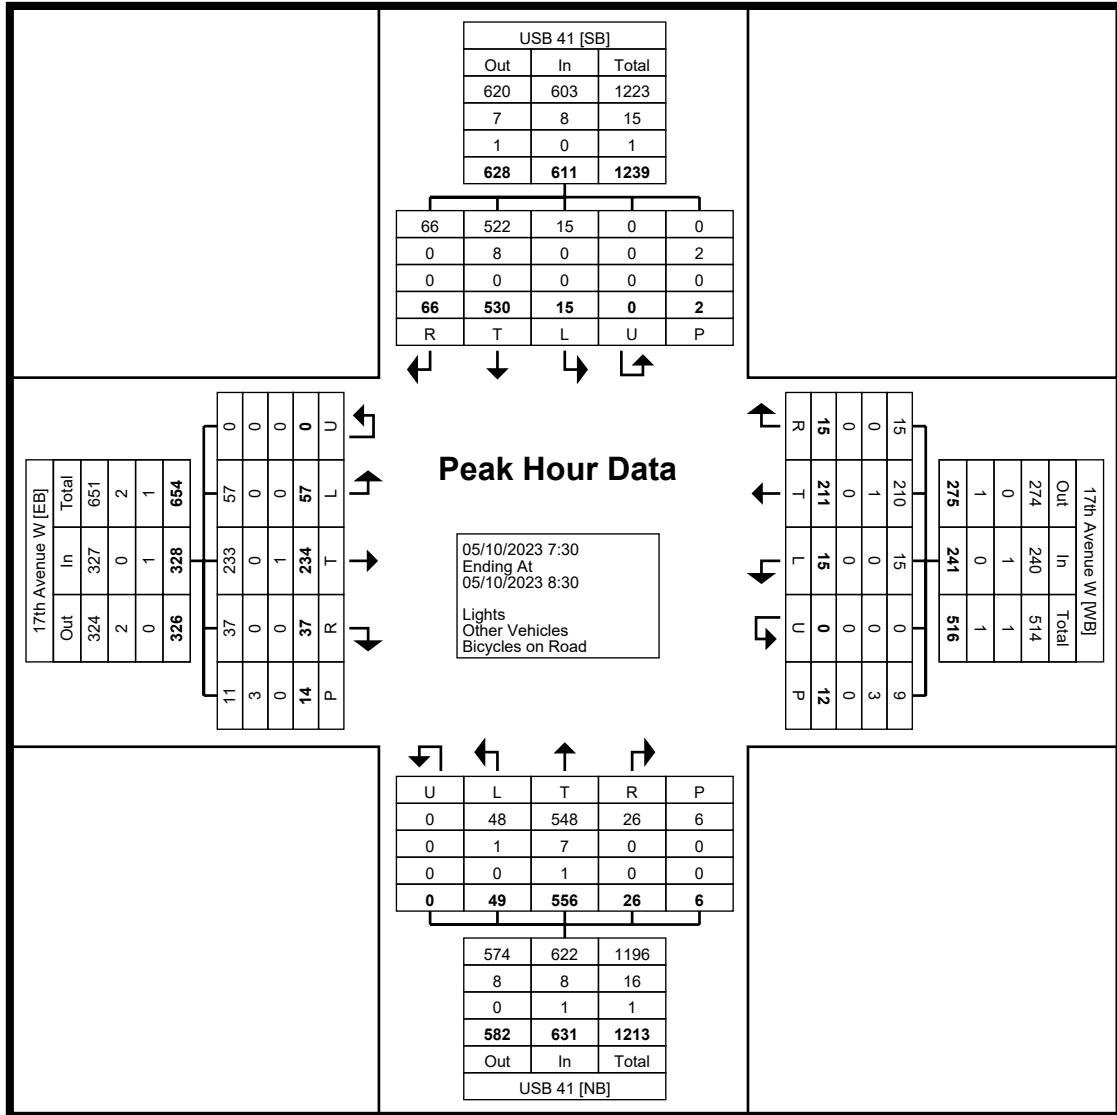 USB 41 [SB]
Out In Total
620 603 1223
7 8 15
1 0 1
628 611 1239
66 522 15 0 0
0 8 0 0 2
0 0 0 0 0
66 530 15 0 2
R T L U P
17th Avenue W [EB]
Total 651 2 1 654
In 327 0 1 328
Out 324 2 0 326
0 0 0 0 U
57 0 0 57 L
233 0 1 234 T
37 0 0 37 R
11 3 0 14 P
Peak Hour Data
05/10/2023 7:30
Ending At
05/10/2023 8:30
Lights
Other Vehicles
Bicycles on Road
R 15 0 0 15
T 211 0 1 210
L 15 0 0 15
U 0 0 0 0
P 12 0 3 9
275 1 0 274 Out
241 0 1 240 In
516 1 1 514 Total
17th Avenue W [WB]
U L T R P
0 48 548 26 6
0 1 7 0 0
0 0 1 0 0
0 49 556 26 6
574 622 1196
8 8 16
0 1 1
582 631 1213
Out In Total
USB 41 [NB]